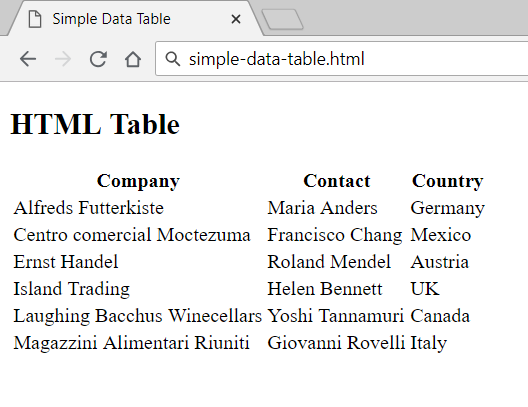 Simple Data Table
simple-data-table.html
HTML Table
Company Contact Country
Alfreds Futterkiste Maria Anders Germany
Centro comercial Moctezuma Francisco Chang Mexico
Ernst Handel Roland Mendel Austria
Island Trading Helen Bennett UK
Laughing Bacchus Winecellars Yoshi Tannamuri Canada
Magazzini Alimentari Riuniti Giovanni Rovelli Italy